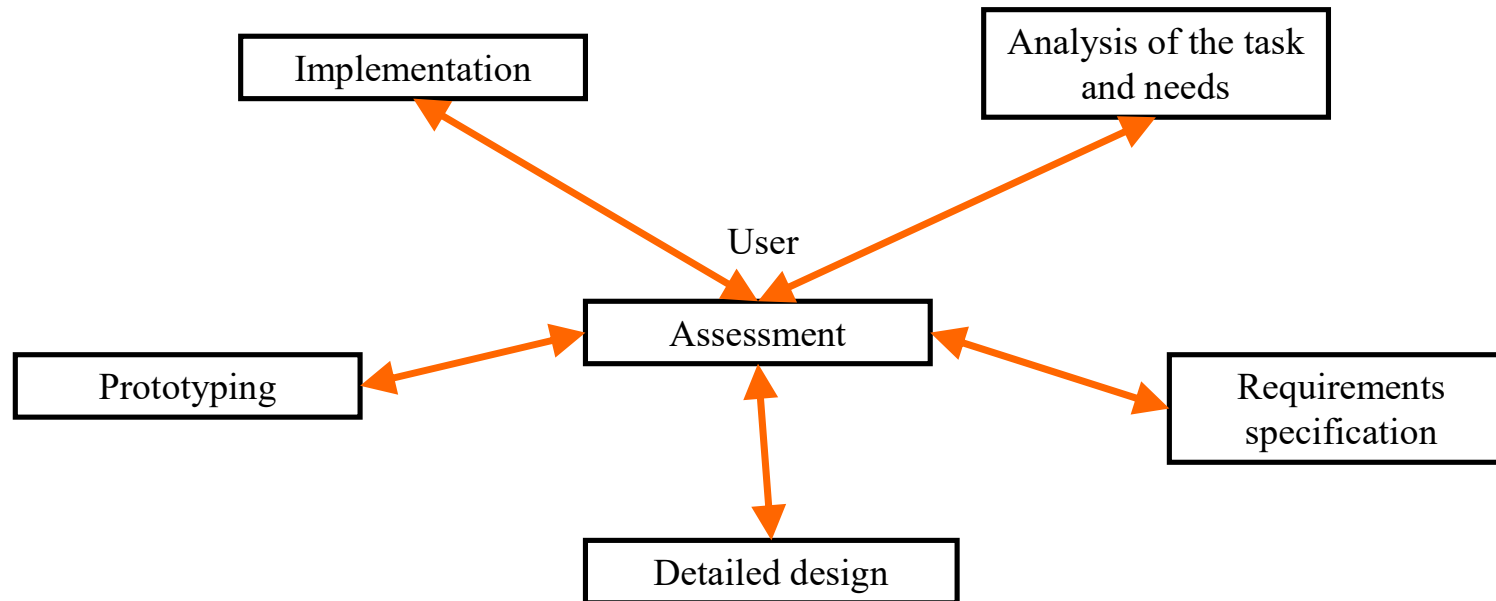 Implementation
Analysis of the task
and needs
User
Assessment
Prototyping
Requirements
specification
Detailed design